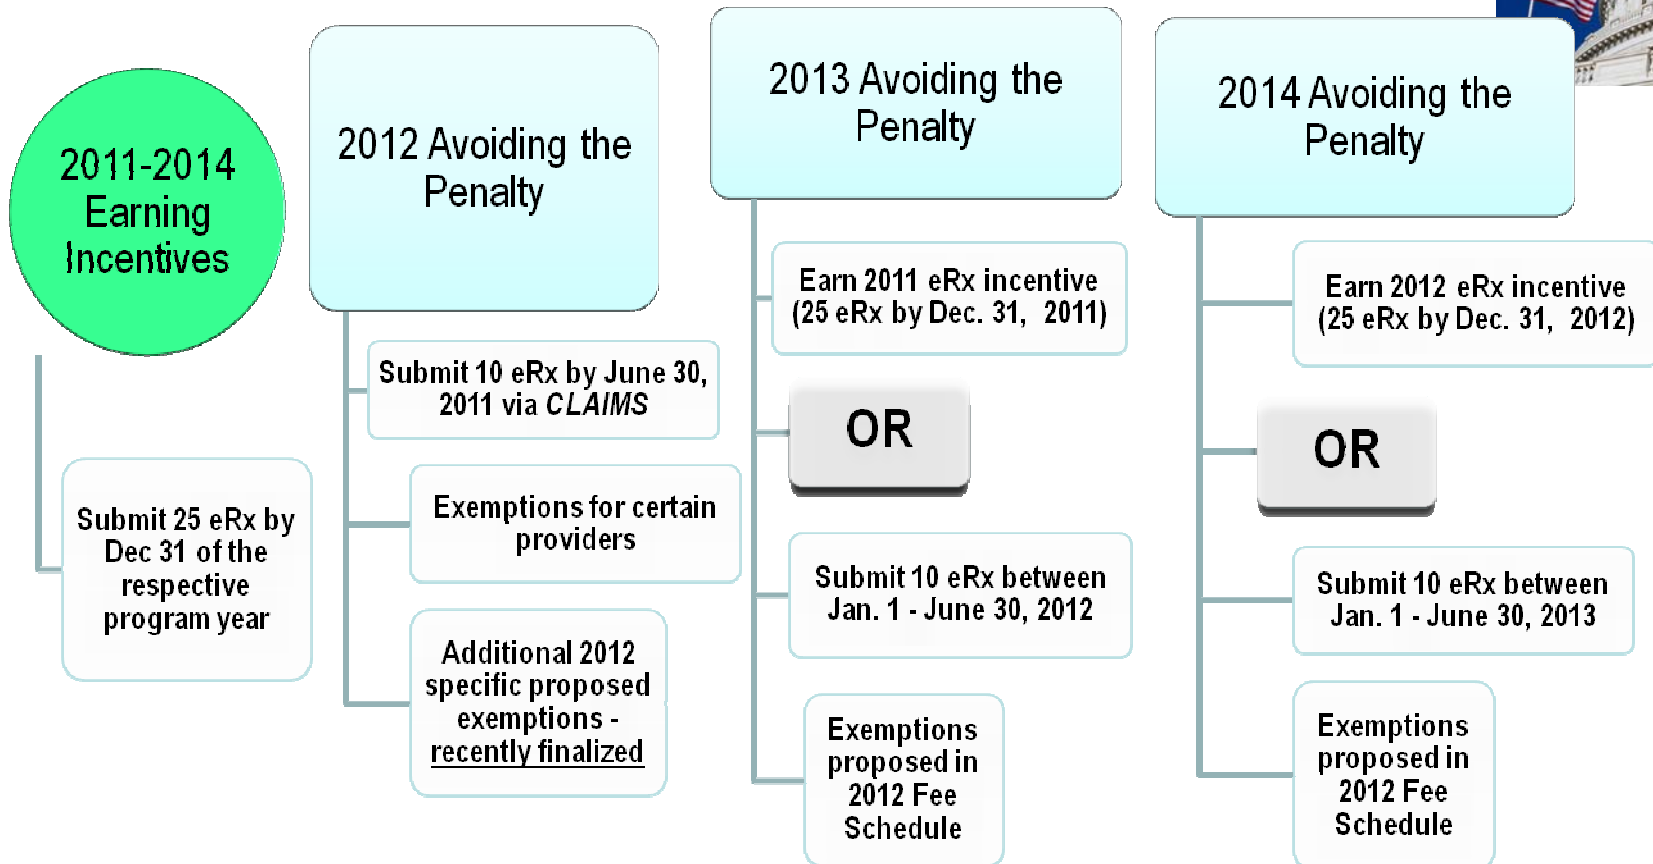 2011-2014
Earning
Incentives
Submit 25 eRx by
Dec 31 of the
respective
program year
2012 Avoiding the
Penalty
Submit 10 eRx by June 30,
2011 via CLAIMS
Exemptions for certain
providers
Additional 2012
specific proposed
exemptions -
recently finalized
2013 Avoiding the
Penalty
Earn 2011 eRx incentive
(25 eRx by Dec. 31, 2011)
OR
Submit 10 eRx between
Jan. 1 - June 30, 2012
Exemptions
proposed in
2012 Fee
Schedule
2014 Avoiding the
Penalty
Earn 2012 eRx incentive
(25 eRx by Dec. 31, 2012)
OR
Submit 10 eRx between
Jan. 1 - June 30, 2013
Exemptions
proposed in
2012 Fee
Schedule